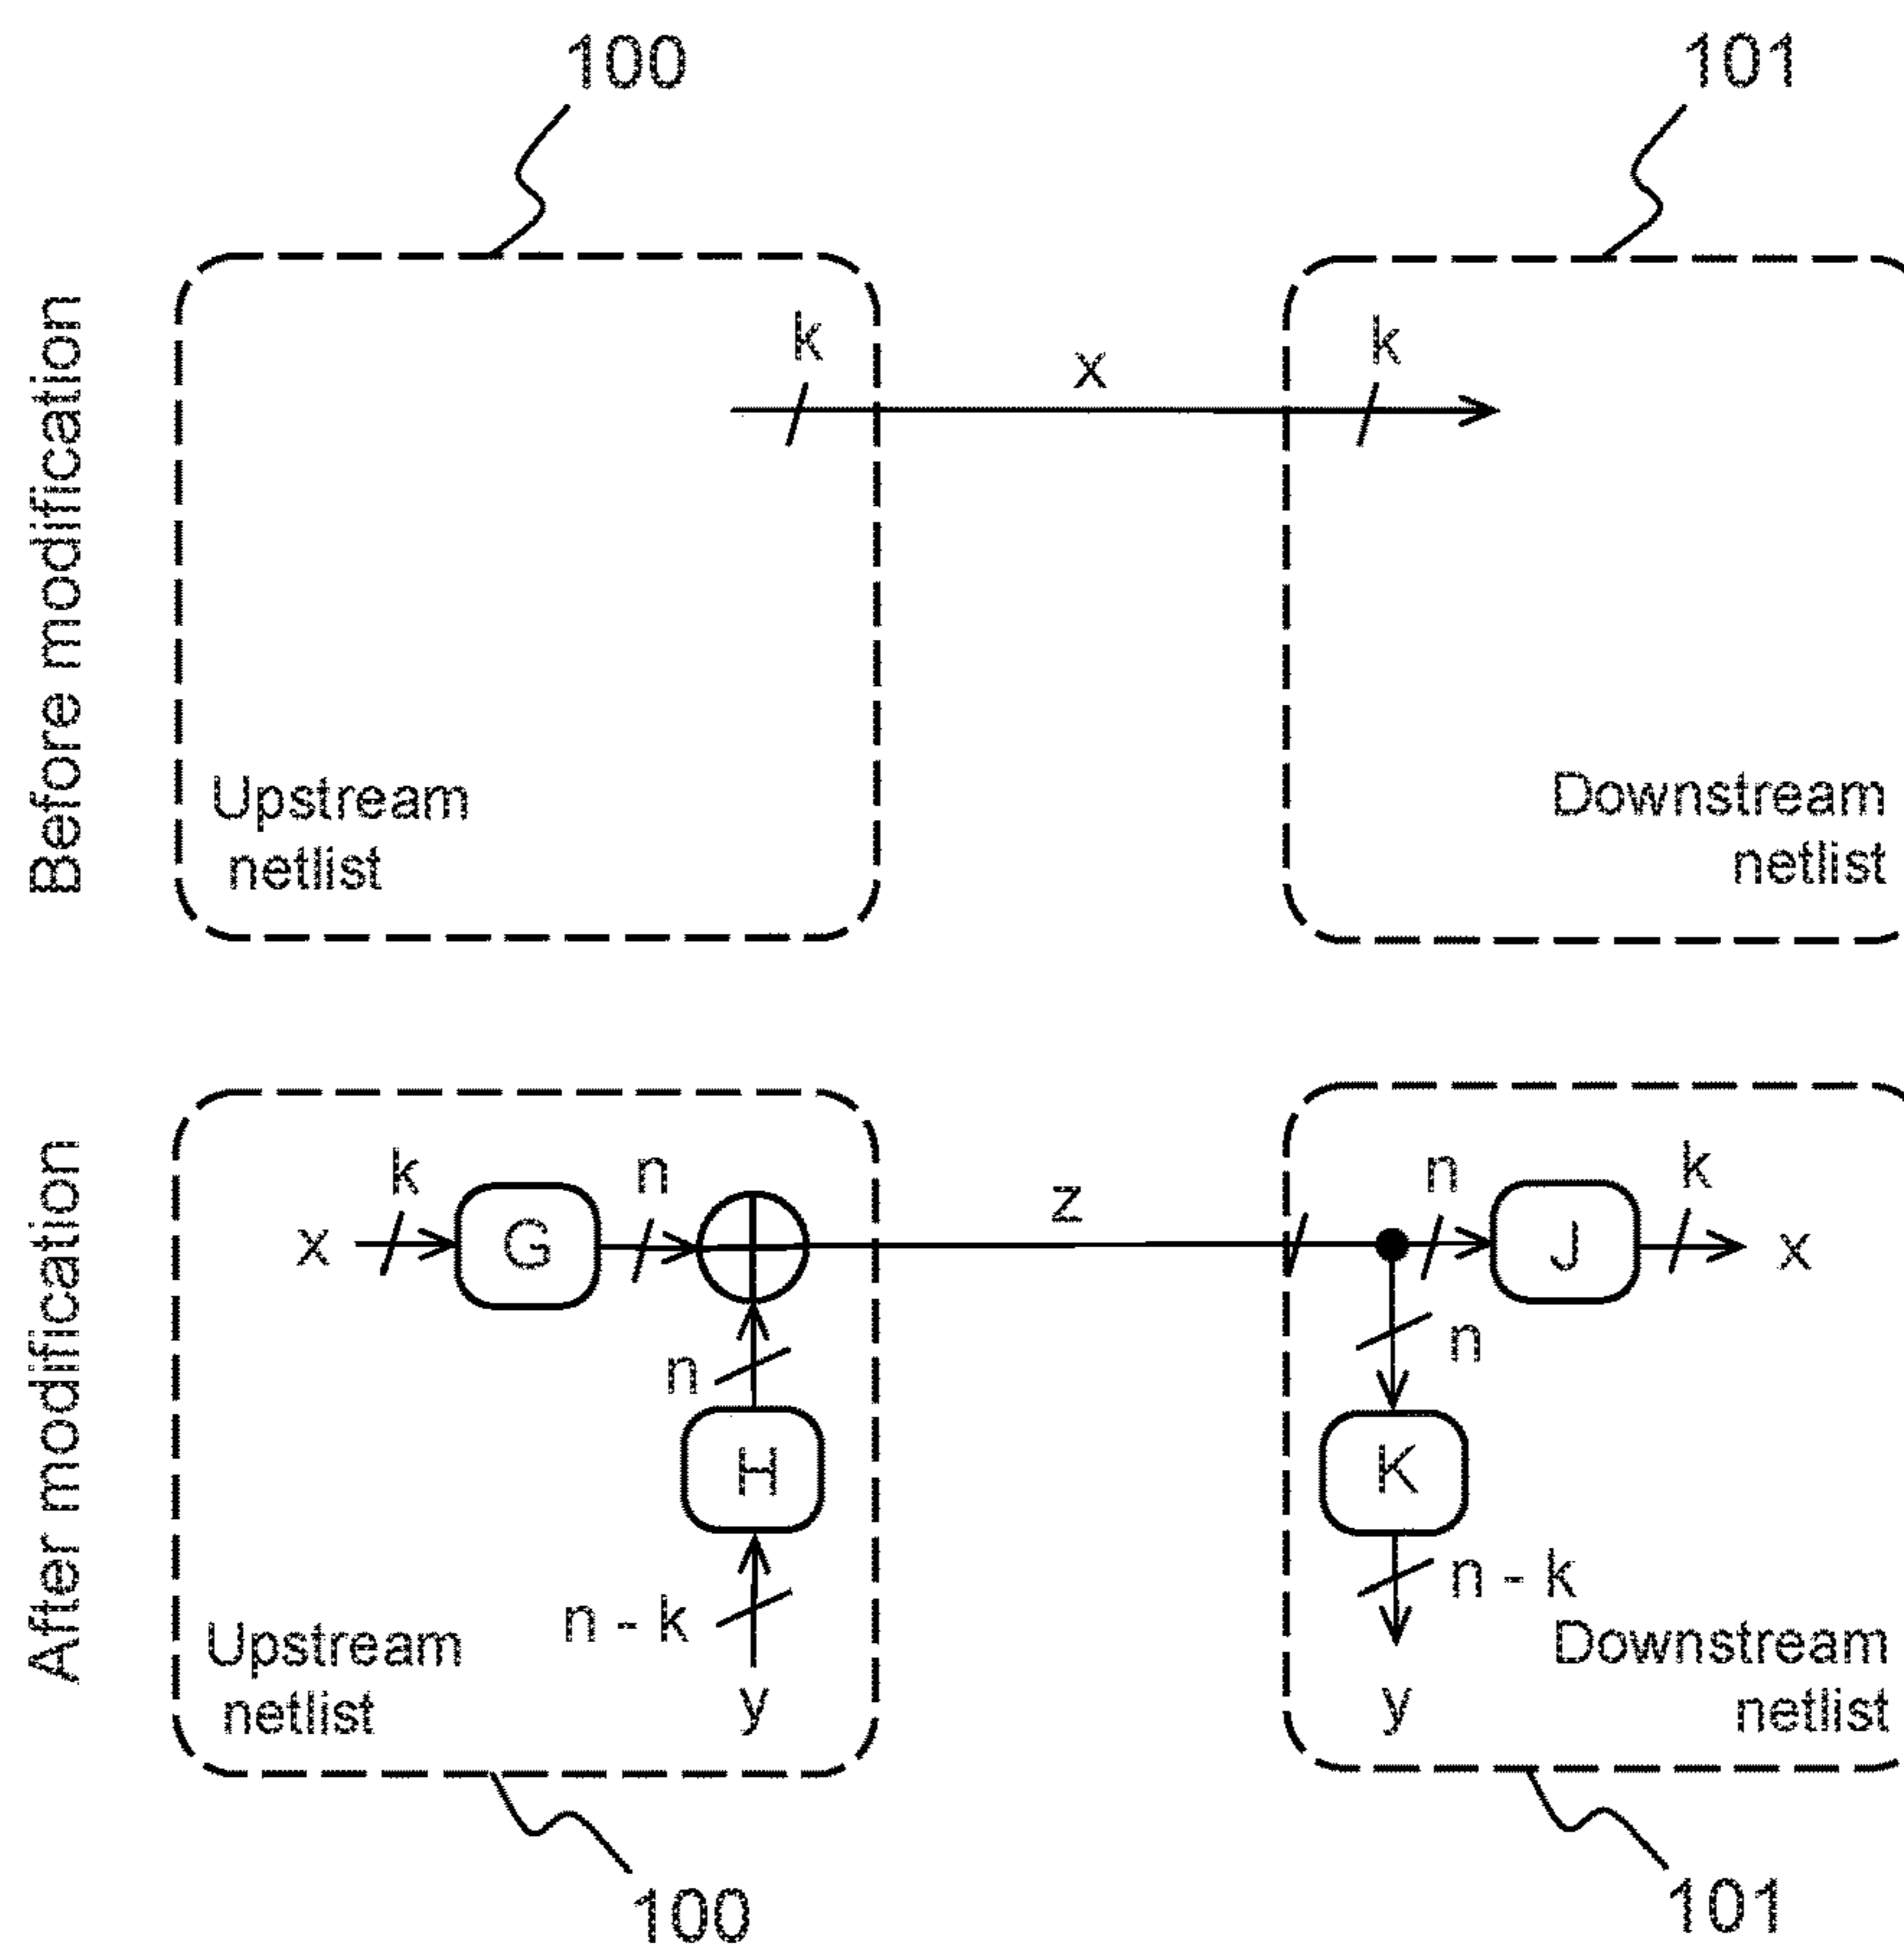 100
101
Before modification
k
x
k
Upstream
netlist
Downstream
netlist
After modification
x
k
G
n
z
n
J
k
x
n
H
n - k
y
n
K
n - k
y
Upstream
netlist
Downstream
netlist
100
101